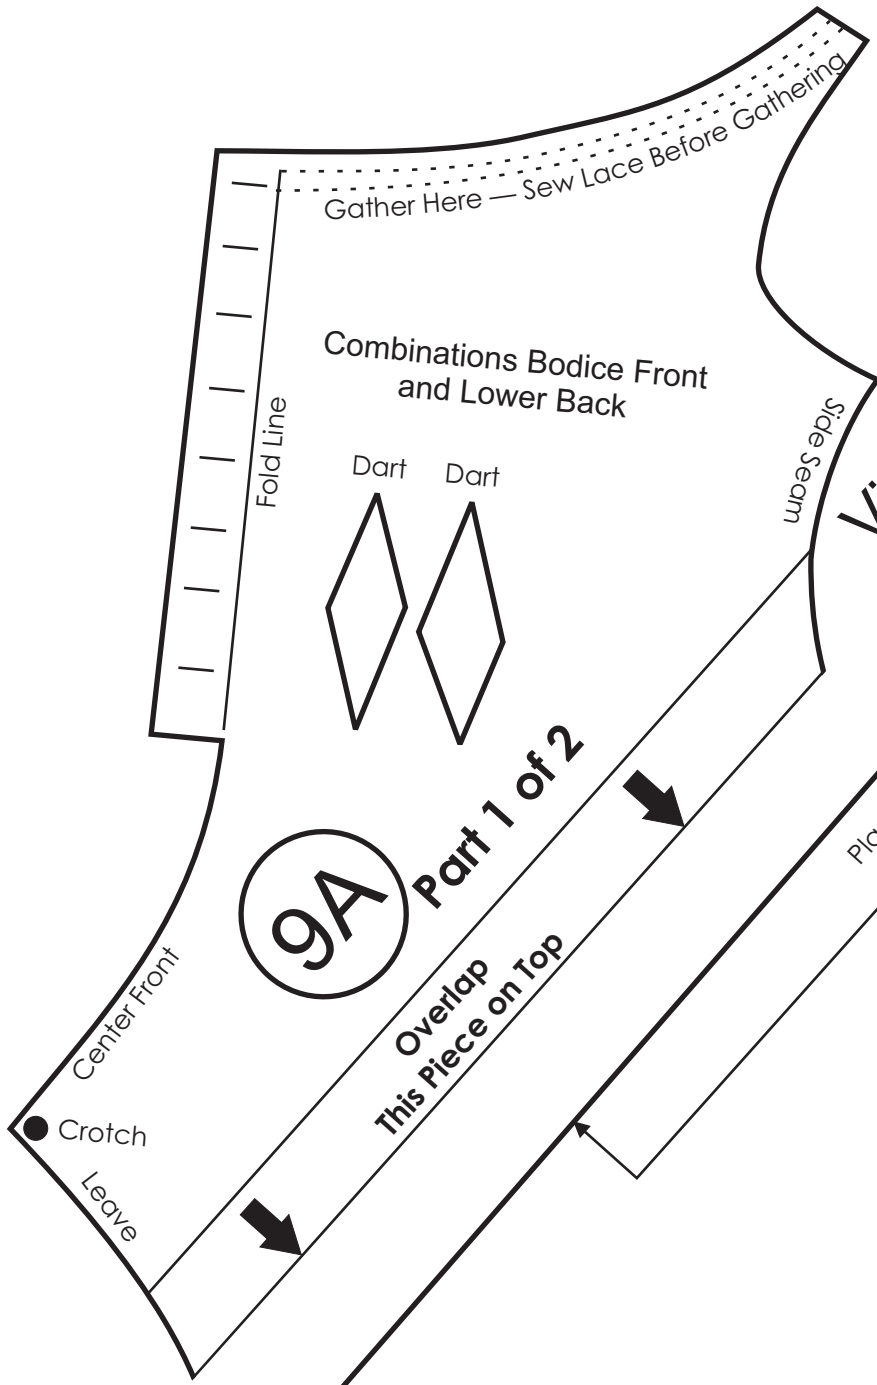 Gather Here — Sew Lace Before Gathering
Combinations Bodice Front
and Lower Back
Side Seam
Fold Line
Dart
Dart
Part 1 of 2
9A
Overlap
This Piece on Top
Center Front
Crotch
Leave